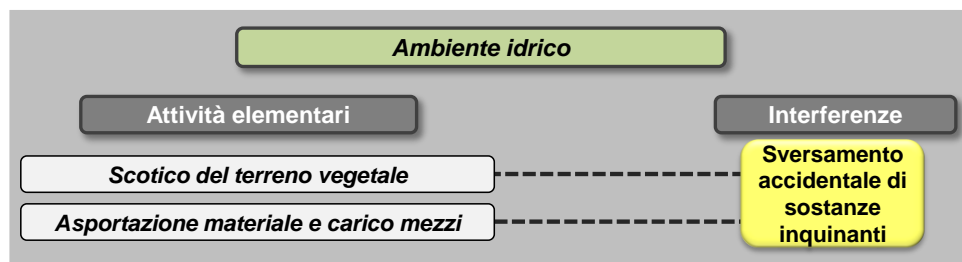 Ambiente idrico
Attività elementari
Interferenze
Scotico del terreno vegetale
Asportazione materiale e carico mezzi
Sversamento
accidentale di
sostanze
inquinanti